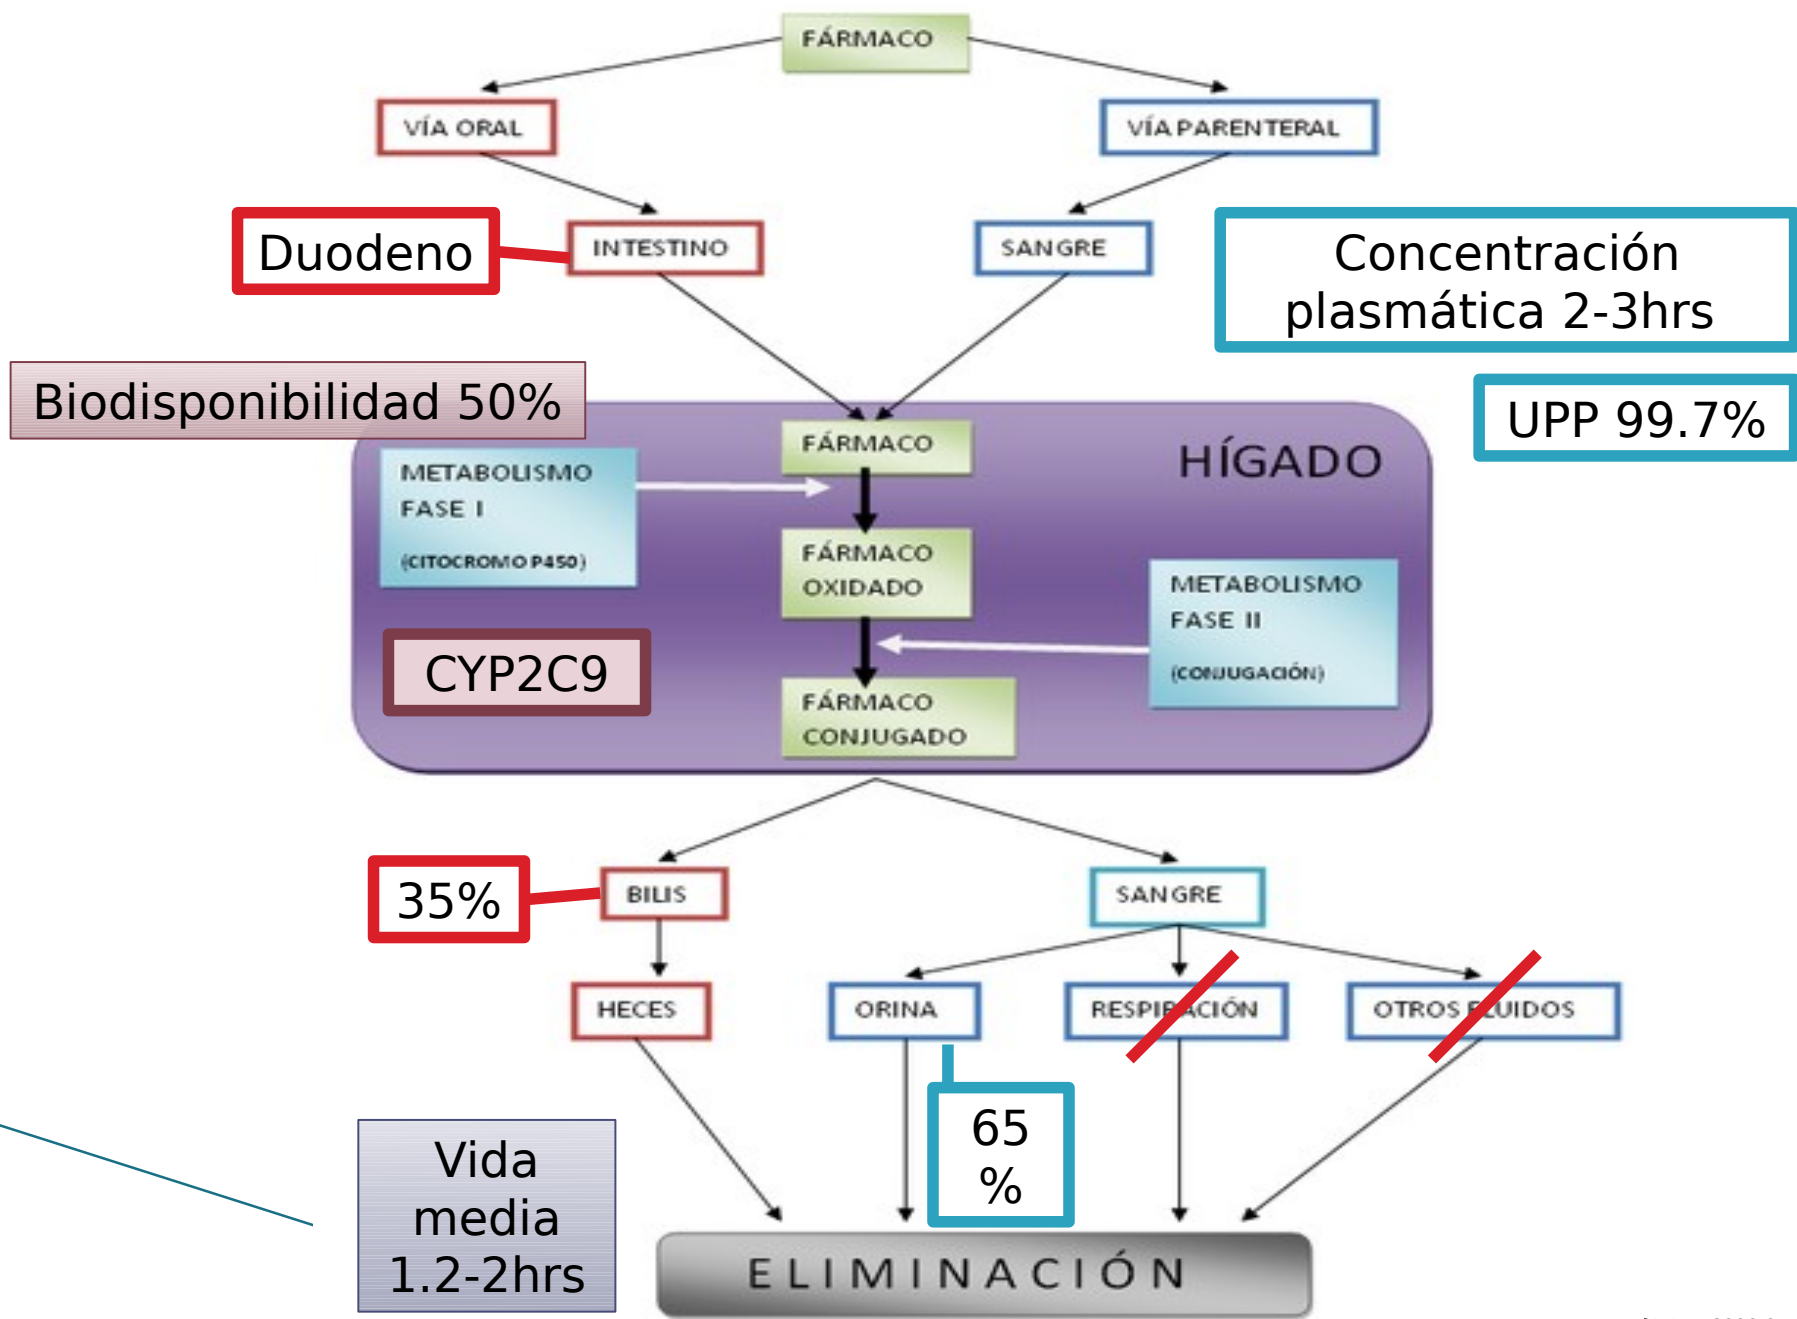 FÁRMACO
VÍA ORAL
VÍA PARENTERAL
Duodeno
INTESTINO
SANGRE
Concentración
plasmática 2-3hrs
Biodisponibilidad 50%
UPP 99.7%
HÍGADO
FÁRMACO
METABOLISMO
FASE I
(CITOCROMO P450)
FÁRMACO
OXIDADO
METABOLISMO
FASE II
(CONJUGACIÓN)
CYP2C9
FÁRMACO
CONJUGADO
35%
BILIS
SANGRE
HECES
ORINA
RESPIRACIÓN
OTROS FLUIDOS
65
%
Vida
media
1.2-2hrs
ELIMINACIÓN